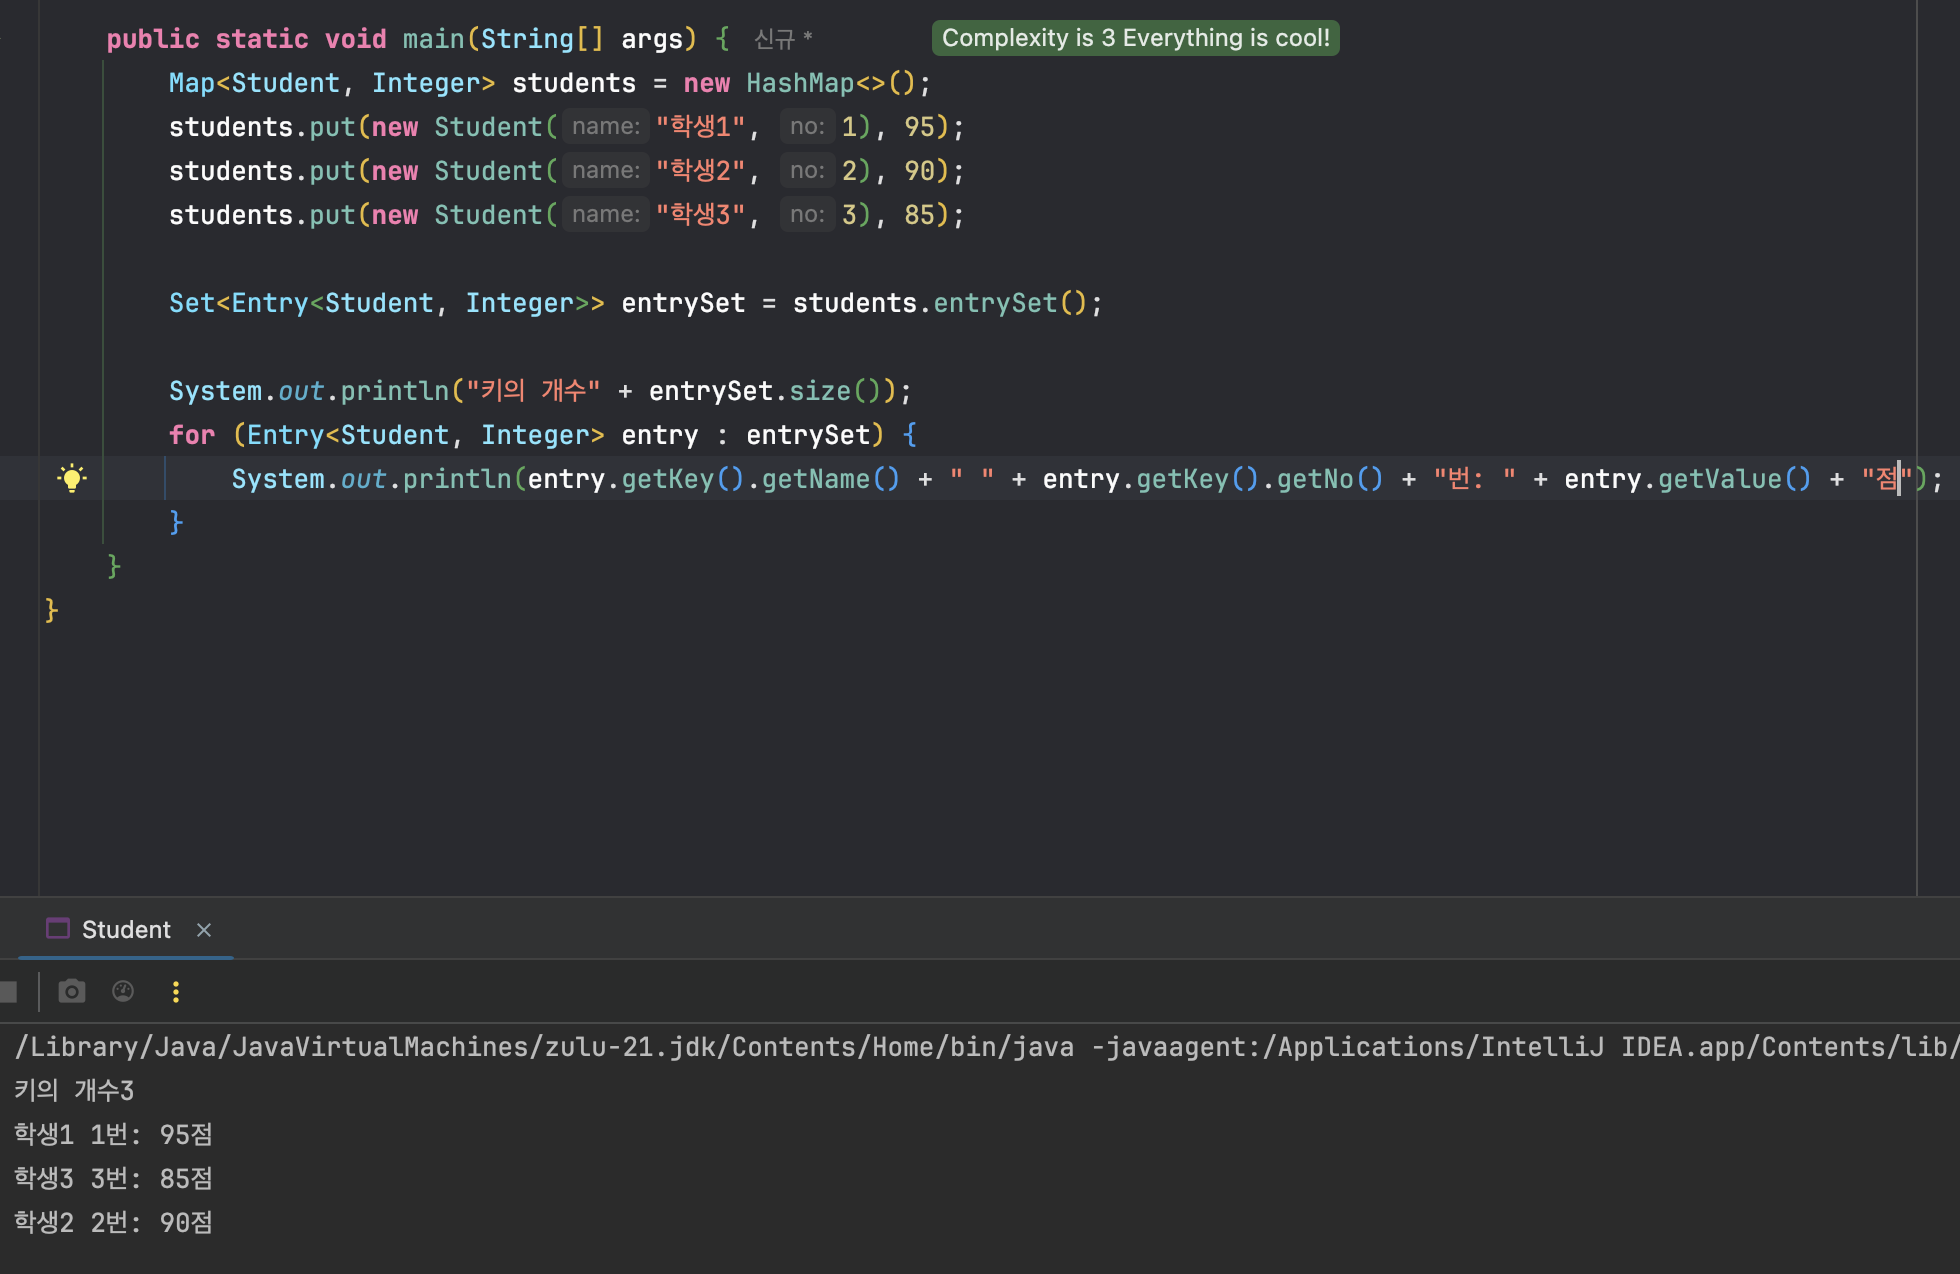 public static void main(String[] args) { 신규 * Complexity is 3 Everything is cool!
Map<Student, Integer> students = new HashMap<>();
students.put(new Student( name: "학생1", no: 1), 95);
students.put(new Student( name: "학생2", no: 2), 90);
students.put(new Student( name: "학생3", no: 3), 85);
Set<Entry<Student, Integer>> entrySet = students.entrySet();
System.out.println("키의 개수" + entrySet.size());
for (Entry<Student, Integer> entry : entrySet) {
System.out.println(entry.getKey().getName() + " " + entry.getKey().getNo() + "번: " + entry.getValue() + "점");
}
}
}
Student
/Library/Java/JavaVirtualMachines/zulu-21.jdk/Contents/Home/bin/java -javaagent:/Applications/IntelliJ IDEA.app/Contents/lib/
키의 개수3
학생1 1번: 95점
학생3 3번: 85점
학생2 2번: 90점